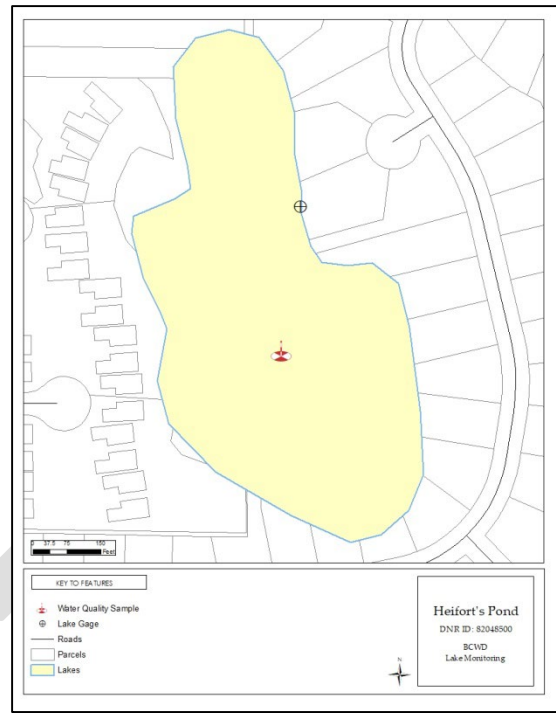 0 37.5 75 150
Feet
KEY TO FEATURES
Water Quality Sample
Lake Gage
Roads
Parcels
Lakes
N
Heifort's Pond
DNR ID: 82048500
BCWD
Lake Monitoring